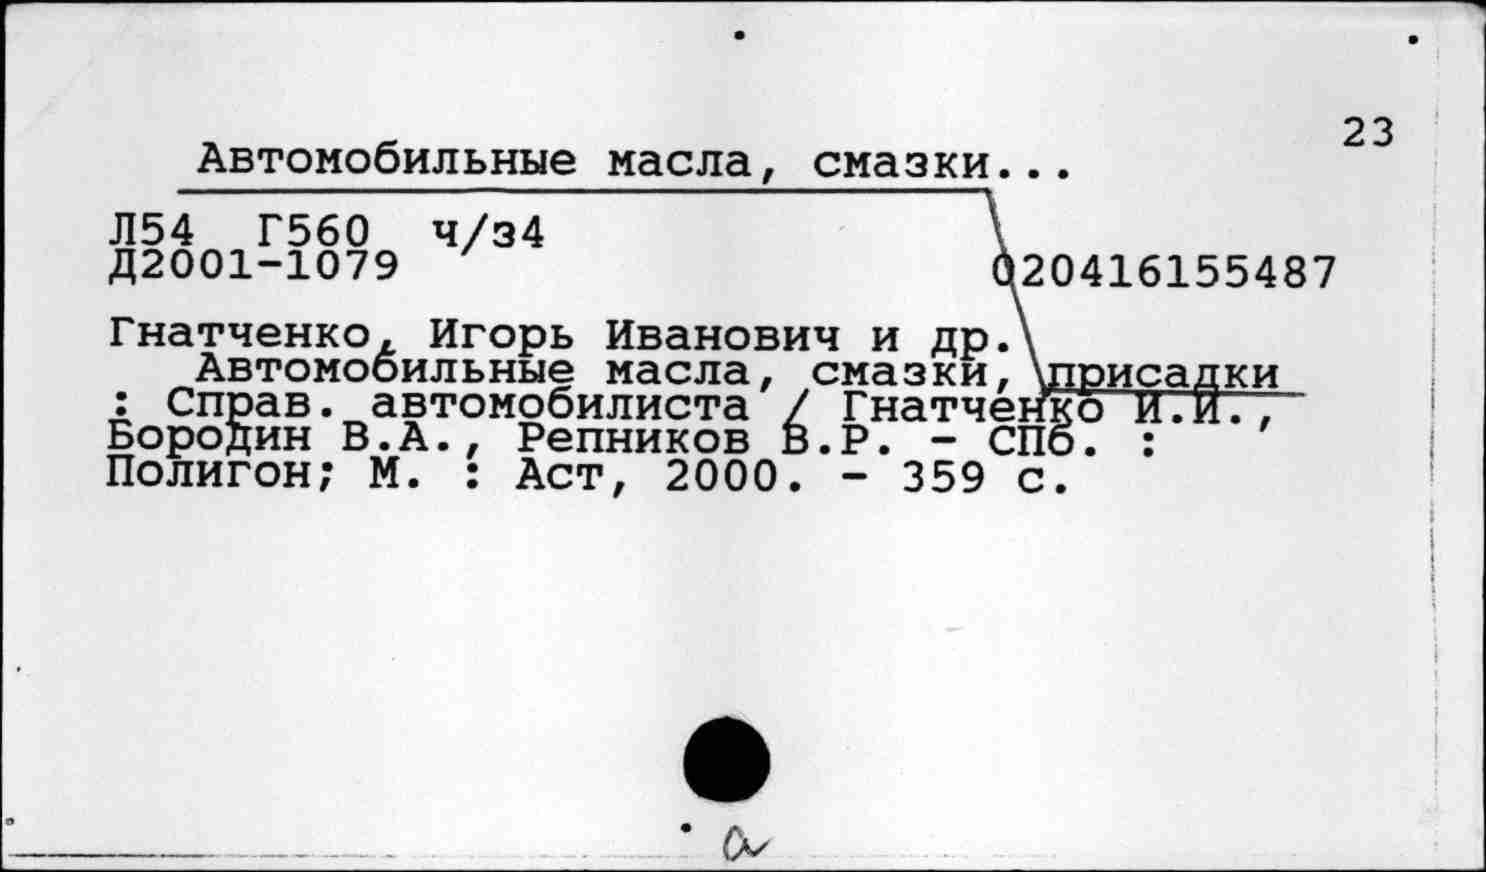 23
Автомобильные масла, смазки...
Л54 Г560 ч/з4
Д2001-1079 020416155487
Гнатченко, Игорь Иванович и др.
Автомобильные масла, смазки, присадки
: Справ. автомобилиста / Гнатченко И.И.,
Бородин В.А., Репников В.Р. - СПб. :
Полигон; М. : Аст, 2000. - 359 с.